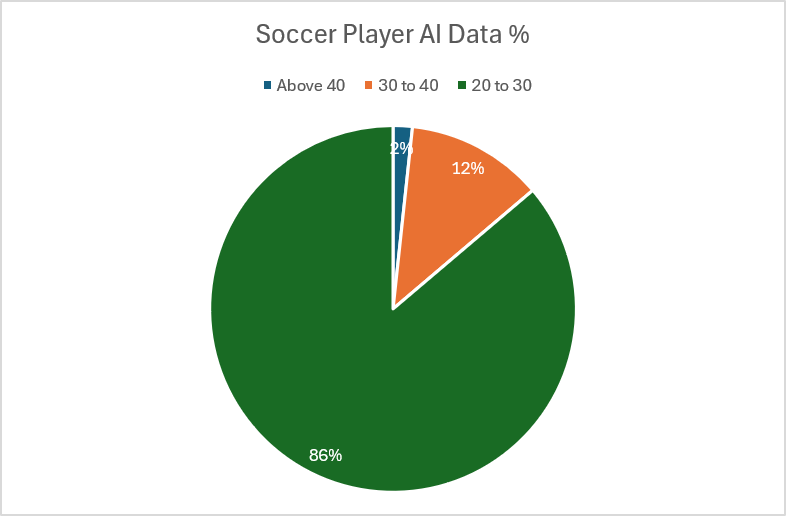 Soccer Player AI Data %
Above 40 30 to 40 20 to 30
2%
12%
86%